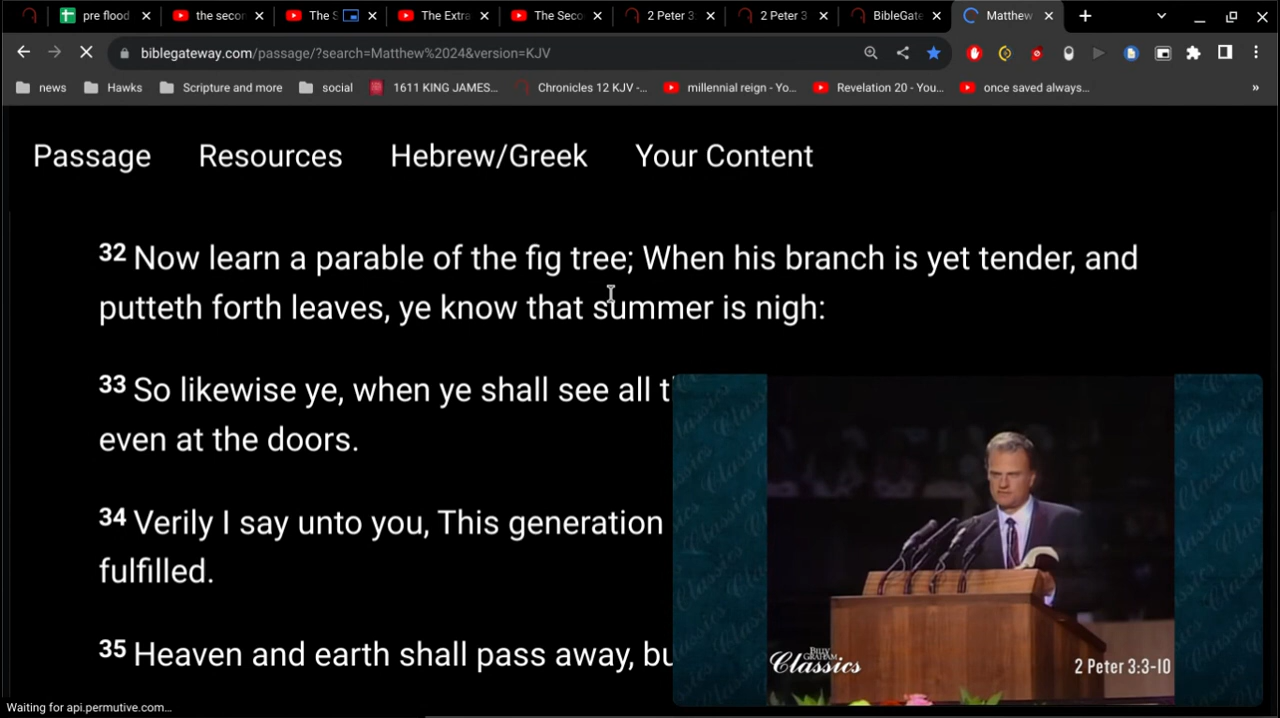 pre flood
the secon
The S
The Extra
The Seco
2 Peter 3:
2 Peter 3
BibleGate
Matthew
biblegateway.com/passage/?search=Matthew%2024&version=KJV
news
Hawks
Scripture and more
social
1611 KING JAMES...
Chronicles 12 KJV -...
millennial reign - Yo...
Revelation 20 - You...
once saved always...
»
Passage Resources Hebrew/Greek Your Content
32 Now learn a parable of the fig tree; When his branch is yet tender, and
putteth forth leaves, ye know that summer is nigh:
33 So likewise ye, when ye shall see all t
even at the doors.
34 Verily I say unto you, This generation
fulfilled.
35 Heaven and earth shall pass away, bu
BILLY
GRAHAM
Classics
2 Peter 3:3-10
Waiting for api.permutive.com...